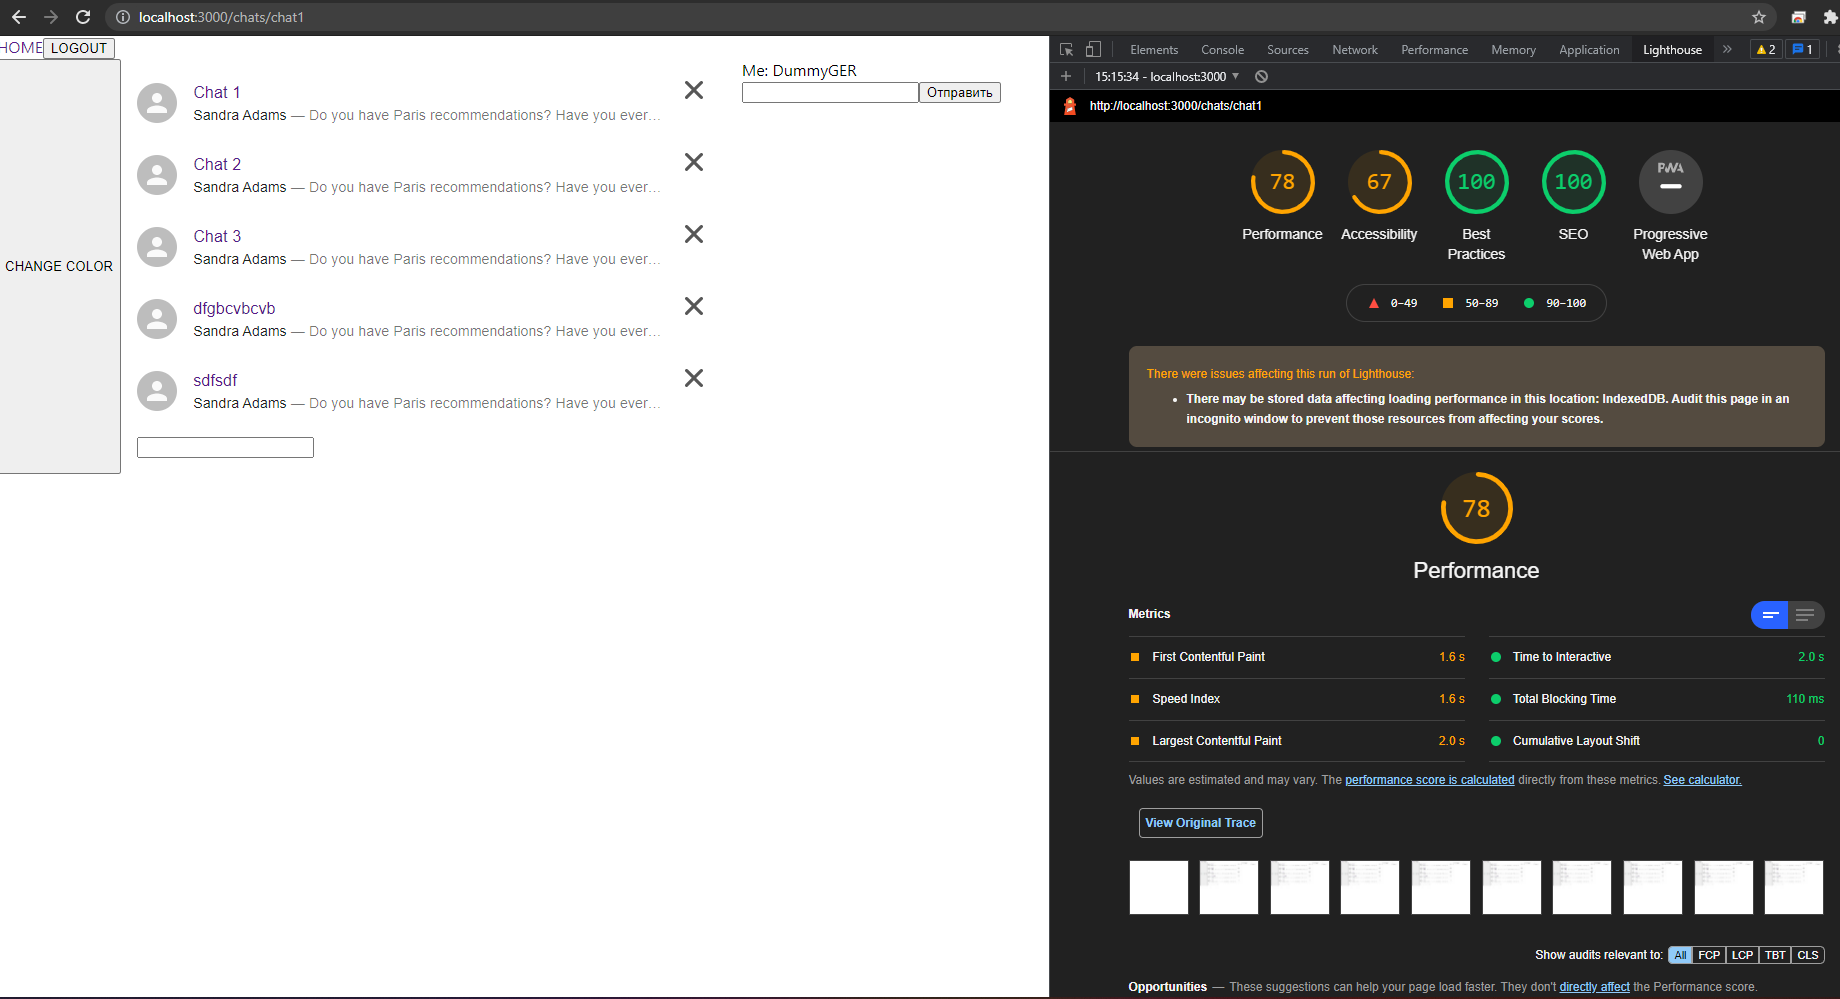 localhost:3000/chats/chat1
HOME LOGOUT
CHANGE COLOR
Chat 1
Sandra Adams — Do you have Paris recommendations? Have you ever…
Chat 2
Sandra Adams — Do you have Paris recommendations? Have you ever…
Chat 3
Sandra Adams — Do you have Paris recommendations? Have you ever…
dfgbcvbcvb
Sandra Adams — Do you have Paris recommendations? Have you ever…
sdfsdf
Sandra Adams — Do you have Paris recommendations? Have you ever…
Me: DummyGER
Отправить
Elements Console Sources Network Performance Memory Application Lighthouse 2 1
15:15:34 - localhost:3000
http://localhost:3000/chats/chat1
78 67 100 100 PWA
Performance Accessibility Best Practices SEO Progressive Web App
0–49 50–89 90–100
There were issues affecting this run of Lighthouse:
• There may be stored data affecting loading performance in this location: IndexedDB. Audit this page in an
incognito window to prevent those resources from affecting your scores.
78
Performance
Metrics
First Contentful Paint 1.6 s
Time to Interactive 2.0 s
Speed Index 1.6 s
Total Blocking Time 110 ms
Largest Contentful Paint 2.0 s
Cumulative Layout Shift 0
Values are estimated and may vary. The performance score is calculated directly from these metrics. See calculator.
View Original Trace
Show audits relevant to: All FCP LCP TBT CLS
Opportunities — These suggestions can help your page load faster. They don't directly affect the Performance score.